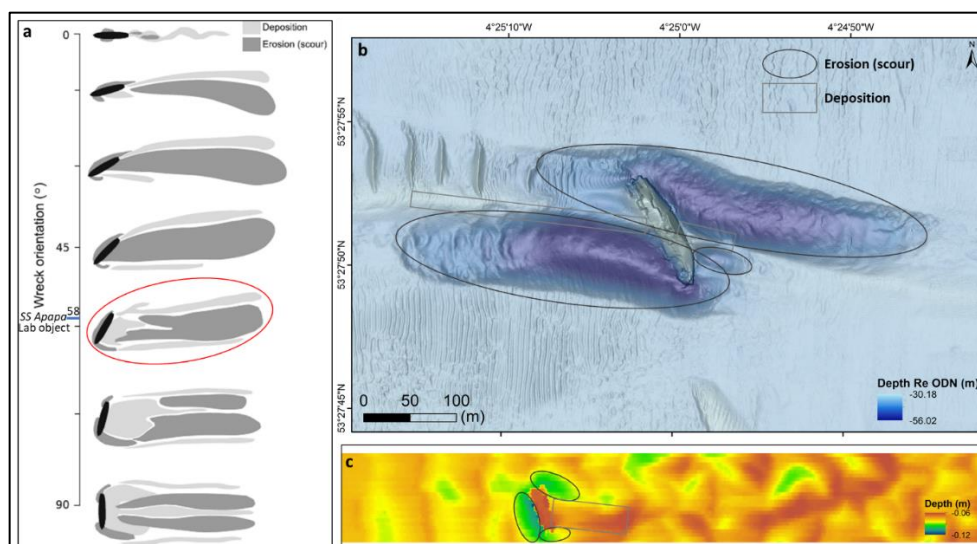 a
Deposition
Erosion (scour)
0
Wreck orientation (º)
45
58
SS Apapa
Lab object
90
4°25'10"W
4°25'0"W
4°24'50"W
b
N
Erosion (scour)
Deposition
53°27'55"N
53°27'50"N
53°27'45"N
0
50
100
(m)
Depth Re ODN (m)
-30.18
-56.02
c
Depth (m)
-0.06
-0.12